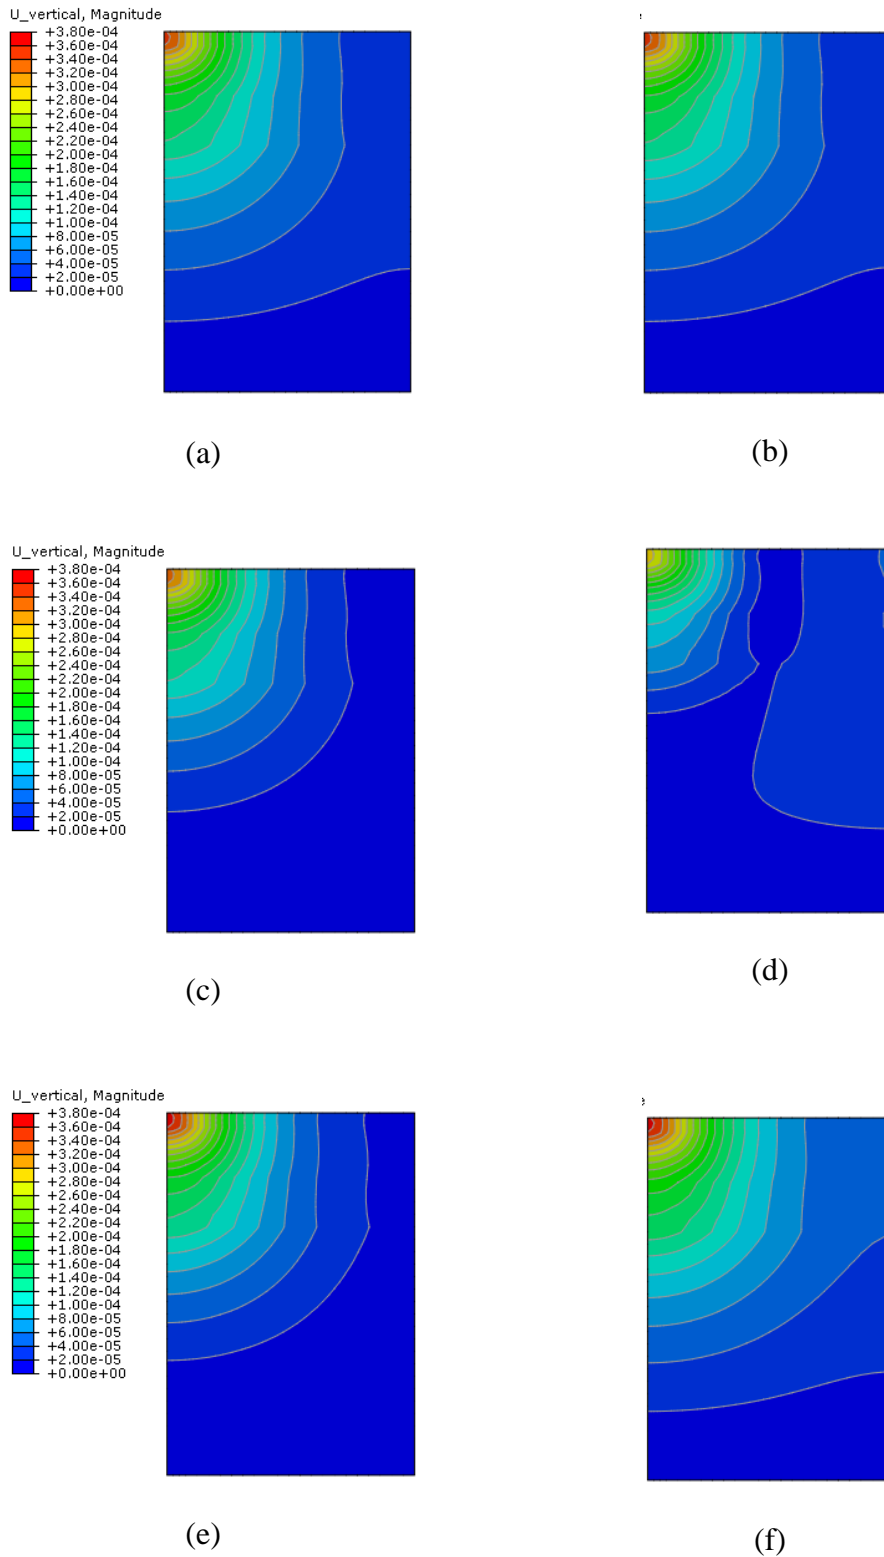 U_vertical, Magnitude
+3.80e-04
+3.60e-04
+3.40e-04
+3.20e-04
+3.00e-04
+2.80e-04
+2.60e-04
+2.40e-04
+2.20e-04
+2.00e-04
+1.80e-04
+1.60e-04
+1.40e-04
+1.20e-04
+1.00e-04
+8.00e-05
+6.00e-05
+4.00e-05
+2.00e-05
+0.00e+00
(a)
(b)
U_vertical, Magnitude
+3.80e-04
+3.60e-04
+3.40e-04
+3.20e-04
+3.00e-04
+2.80e-04
+2.60e-04
+2.40e-04
+2.20e-04
+2.00e-04
+1.80e-04
+1.60e-04
+1.40e-04
+1.20e-04
+1.00e-04
+8.00e-05
+6.00e-05
+4.00e-05
+2.00e-05
+0.00e+00
(c)
(d)
U_vertical, Magnitude
+3.80e-04
+3.60e-04
+3.40e-04
+3.20e-04
+3.00e-04
+2.80e-04
+2.60e-04
+2.40e-04
+2.20e-04
+2.00e-04
+1.80e-04
+1.60e-04
+1.40e-04
+1.20e-04
+1.00e-04
+8.00e-05
+6.00e-05
+4.00e-05
+2.00e-05
+0.00e+00
(e)
(f)